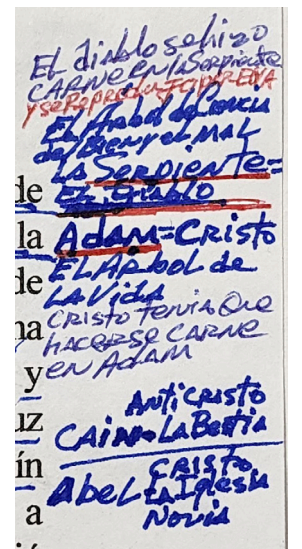 El diablo se hizo
CARNE EN la Serpiente
y se Reprodujo por EVA
El Arbol de Ciencia
del Bien y el MAL
LA SERPIENTE=
de El Diablo
la Adam=CRisto
de El ARbol de
LA Vida
na CRisto tenia Que
HACERSE CARNE
y en ADAM
AntiCRisto
uz CAiN LA Bestia
ín CRISTO
Abel LA Iglesia
a Novia